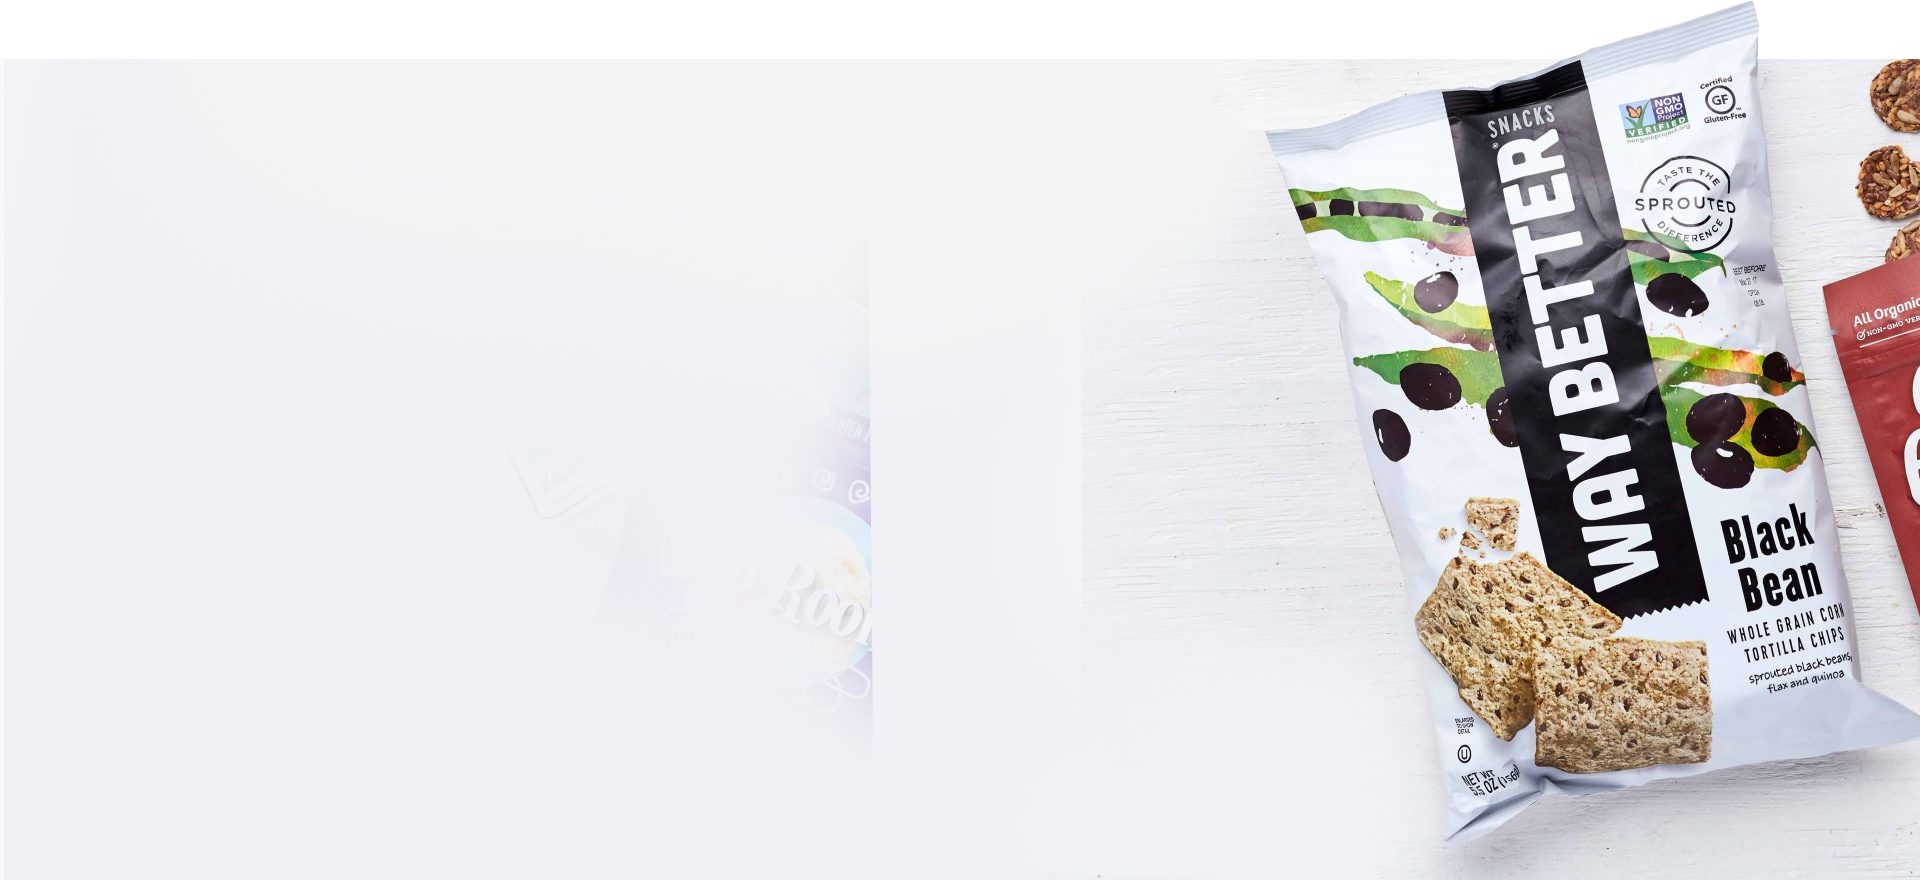 SNACKS
WAY BETTER
NON
GMO
Project
VERIFIED
nongmoproject.org
Certified
GF
Gluten-Free
TASTE THE
SPROUTED
DIFFERENCE
BEST BEFORE
Black
Bean
WHOLE GRAIN CORN
TORTILLA CHIPS
sprouted black beans,
flax and quinoa
ENLARGED
TO SHOW
DETAIL
U
NET WT
5.5 OZ (156g)
All Organic
NON-GMO VER
Roon